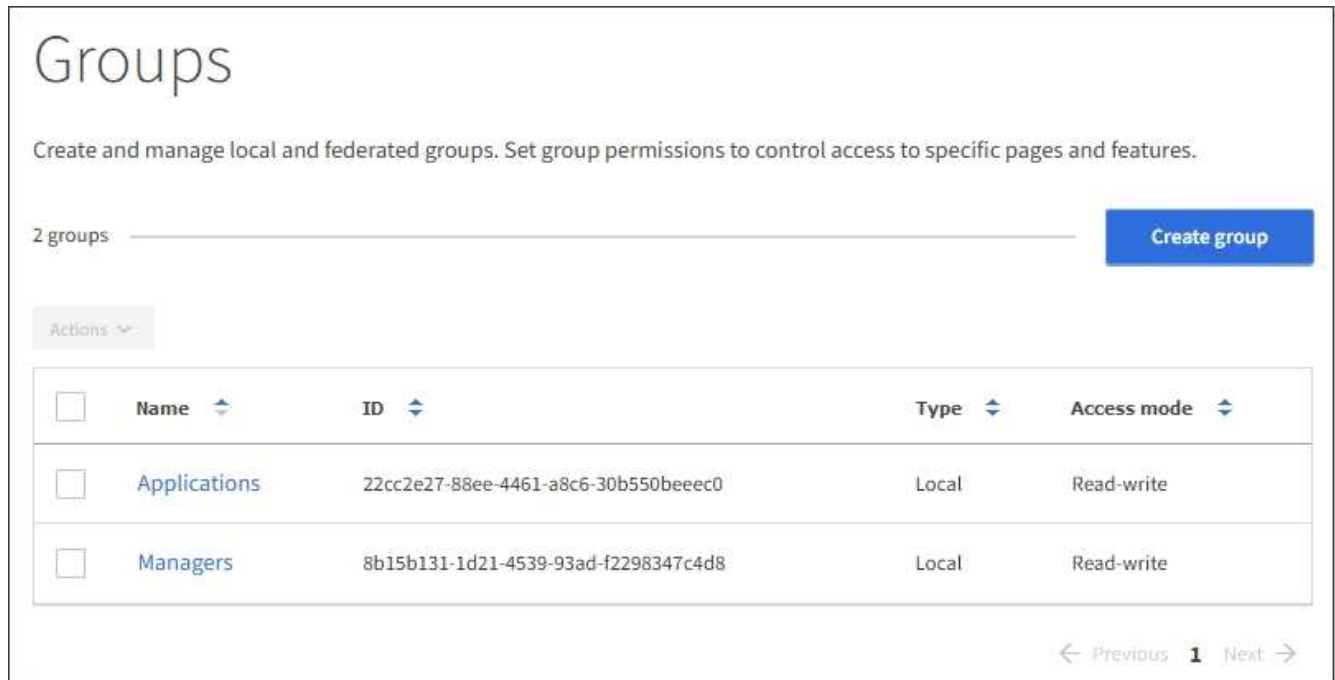 Groups
Create and manage local and federated groups. Set group permissions to control access to specific pages and features.
2 groups
Create group
Actions
Name ID Type Access mode
Applications 22cc2e27-88ee-4461-a8c6-30b550beeec0 Local Read-write
Managers 8b15b131-1d21-4539-93ad-f2298347c4d8 Local Read-write
← Previous 1 Next →